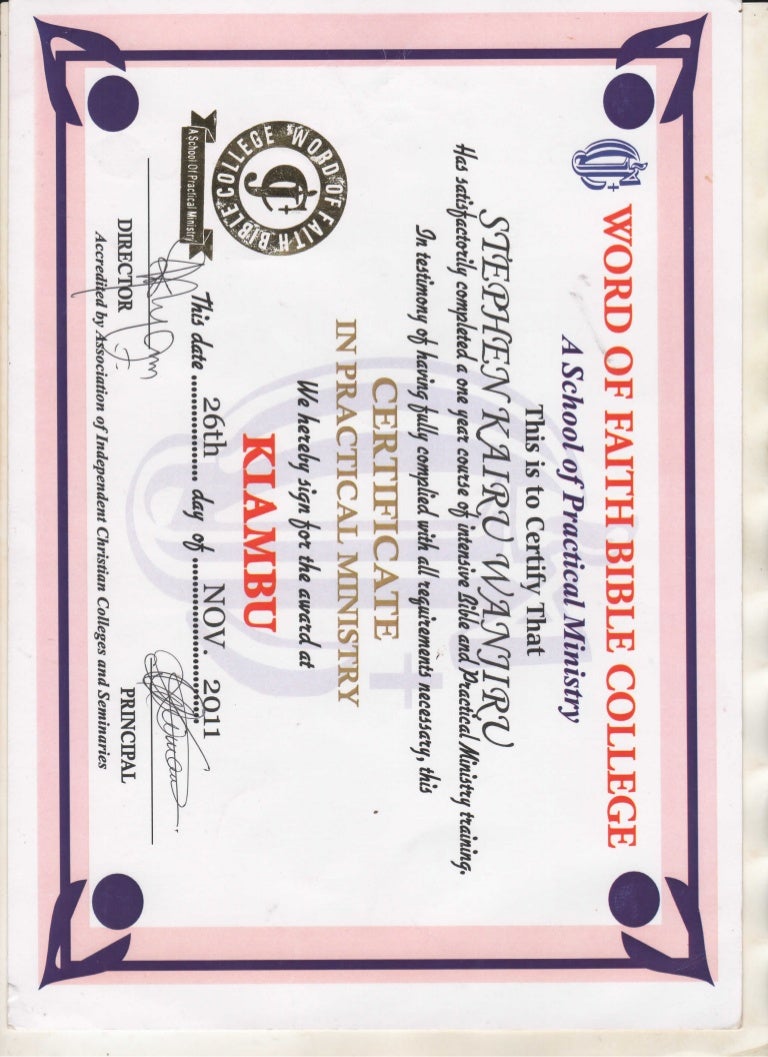 WORD OF FAITH BIBLE COLLEGE
A School of Practical Ministry
This is to Certify That
STEPHEN KAIRU WANJIRU
Has satisfactorily completed a one year course of intensive Bible and Practical Ministry training.
In testimony of having fully complied with all requirements necessary, this
CERTIFICATE
IN PRACTICAL MINISTRY
We hereby sign for the award at
KIAMBU
This date .................. 26th day of .......................... NOV. 2011
WORD OF FAITH BIBLE COLLEGE
A School Of Practical Ministry
DIRECTOR PRINCIPAL
Accredited by Association of Independent Christian Colleges and Seminaries